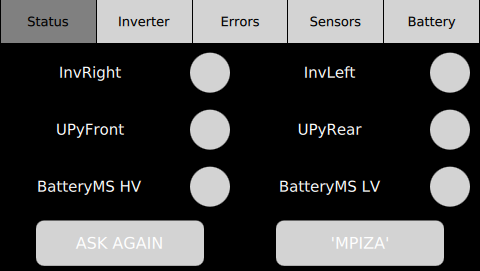 Status Inverter Errors Sensors Battery
InvRight InvLeft
UPyFront UPyRear
BatteryMS HV BatteryMS LV
ASK AGAIN 'MPIZA'